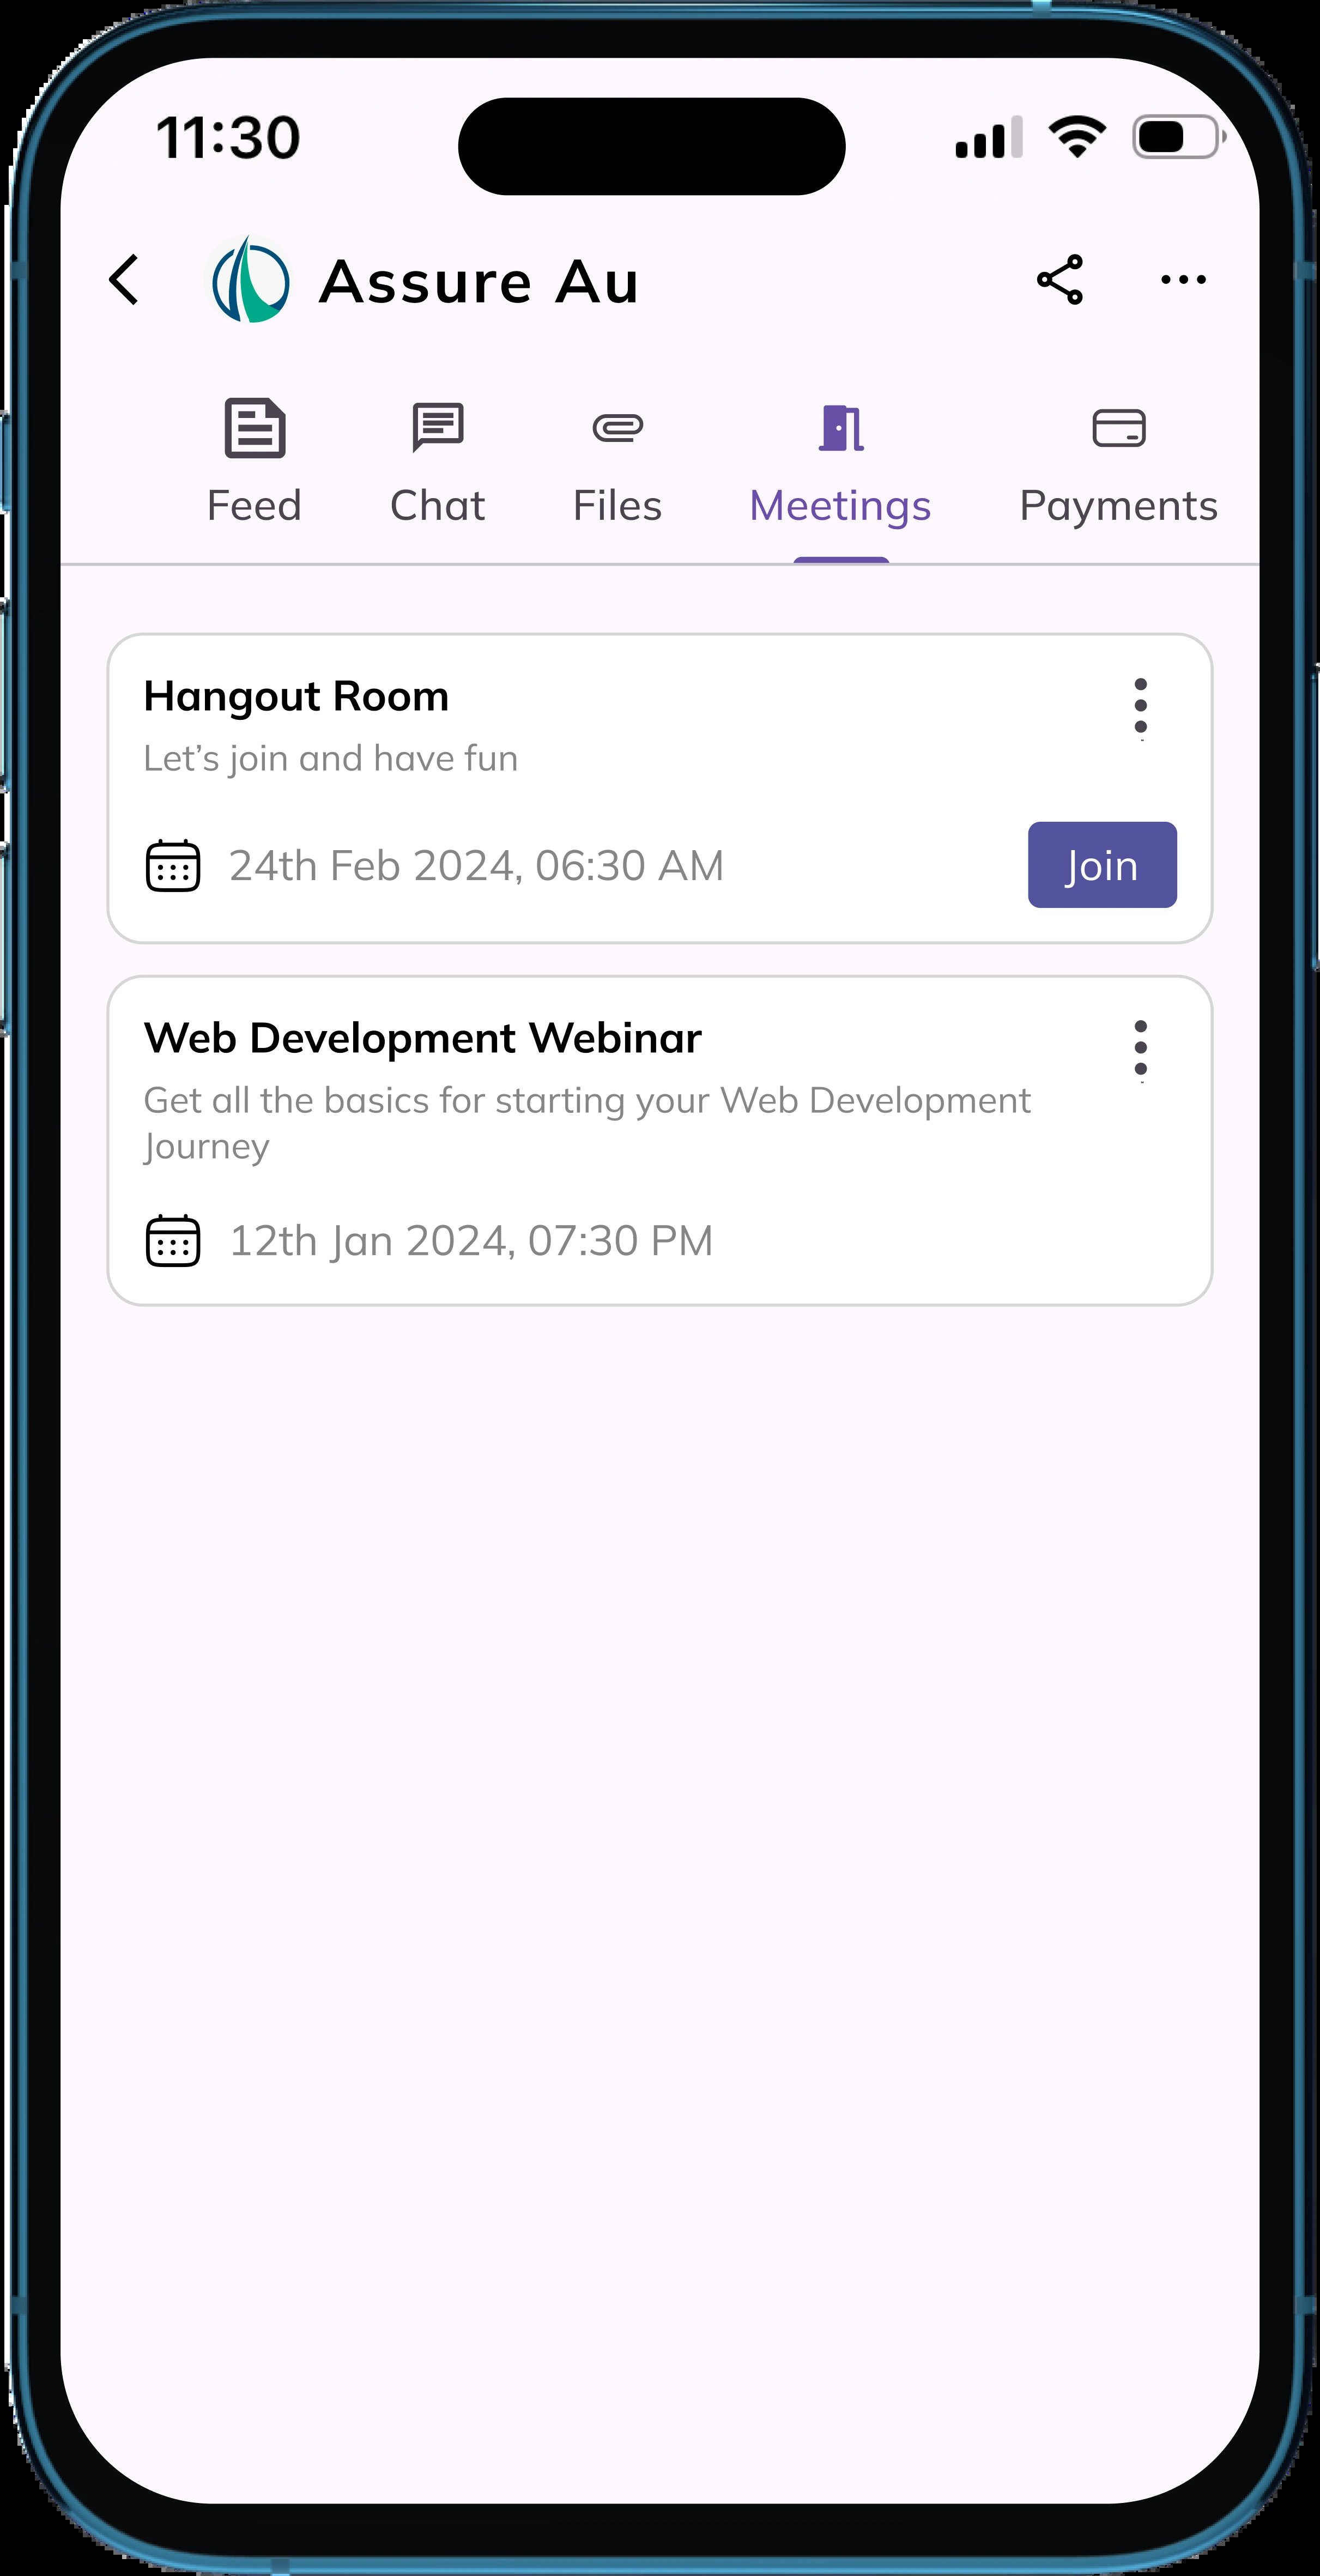 11:30
Assure Au
Feed
Chat
Files
Meetings
Payments
Hangout Room
Let’s join and have fun
24th Feb 2024, 06:30 AM
Join
Web Development Webinar
Get all the basics for starting your Web Development
Journey
12th Jan 2024, 07:30 PM